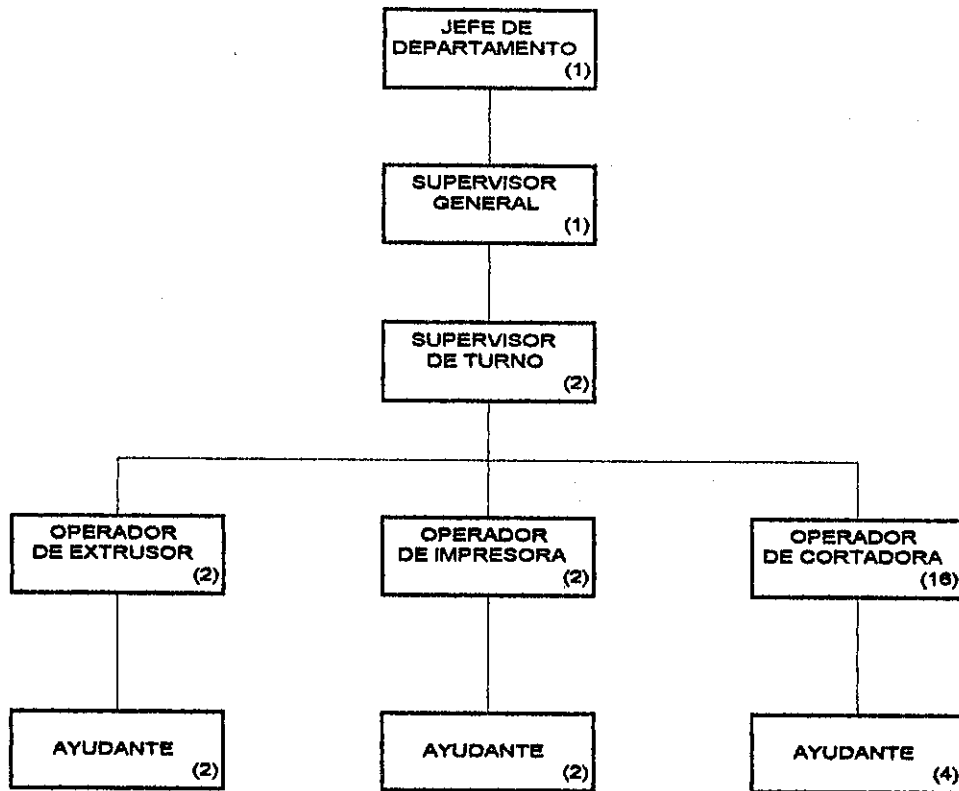 JEFE DE
DEPARTAMENTO
(1)
SUPERVISOR
GENERAL
(1)
SUPERVISOR
DE TURNO
(2)
OPERADOR
DE EXTRUSOR
(2)
OPERADOR
DE IMPRESORA
(2)
OPERADOR
DE CORTADORA
(16)
AYUDANTE
(2)
AYUDANTE
(2)
AYUDANTE
(4)